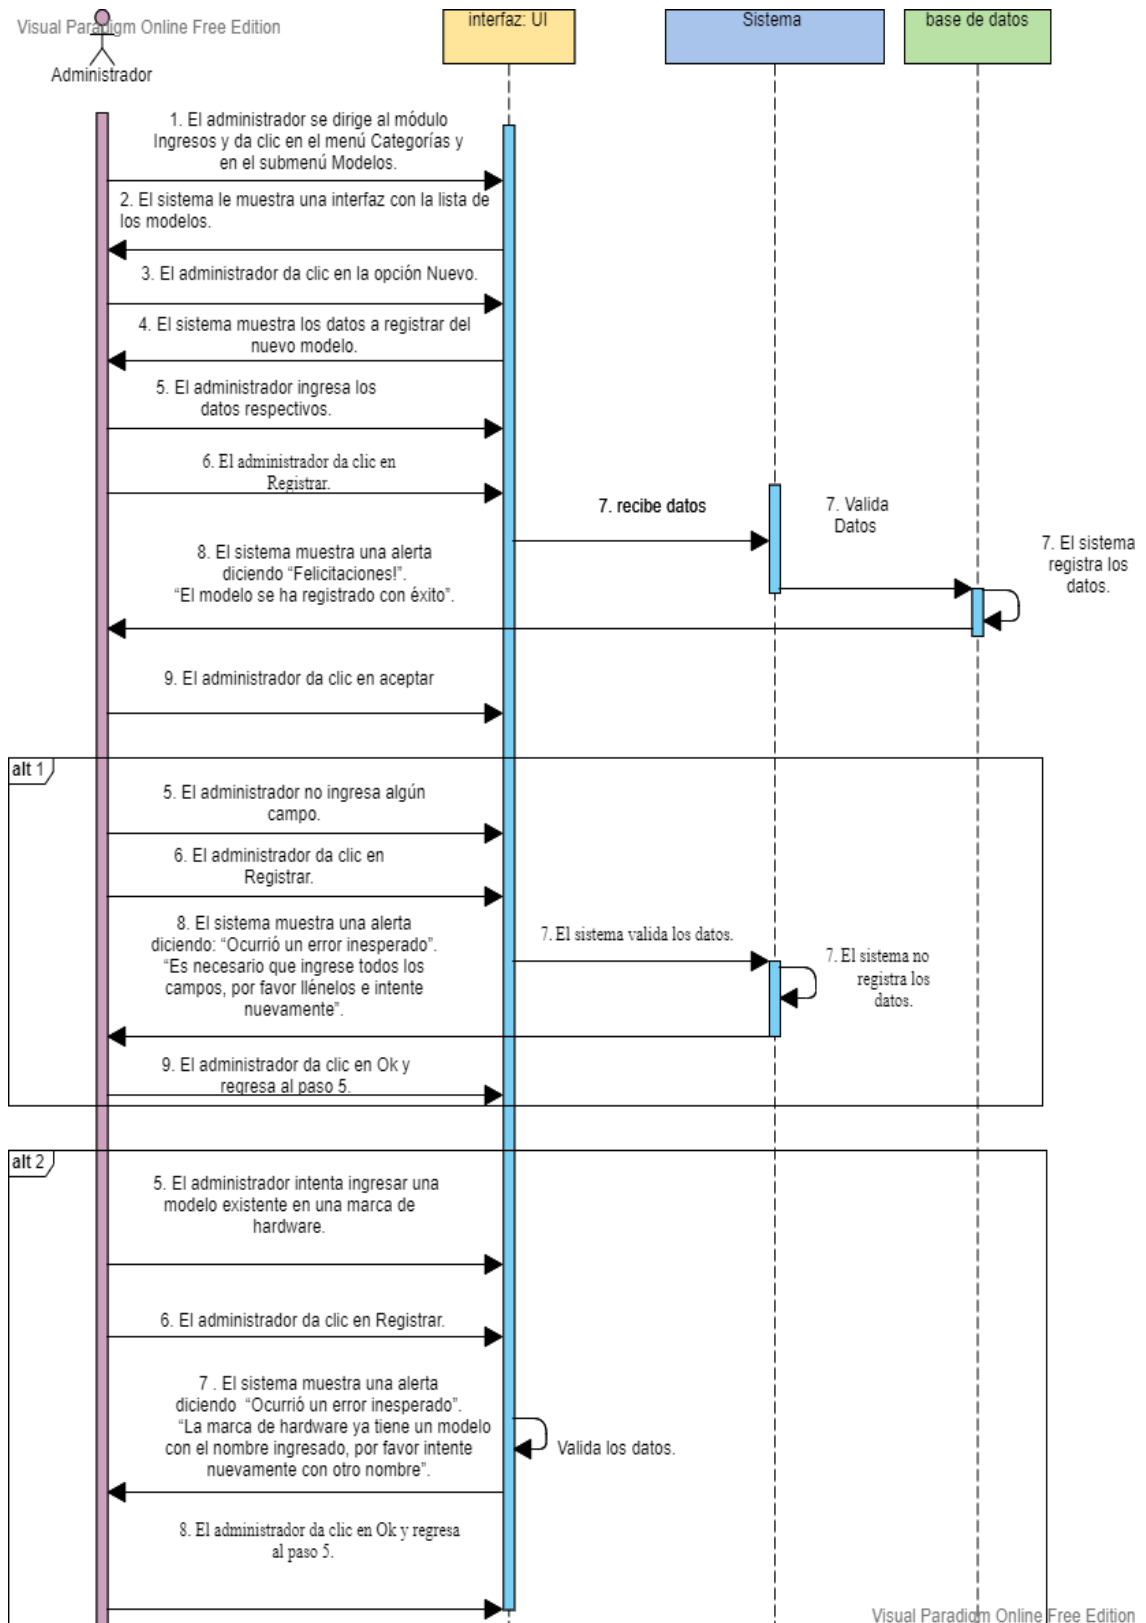 Visual Paradigm Online Free Edition
Administrador
interfaz: UI
Sistema
base de datos
1. El administrador se dirige al módulo
Ingresos y da clic en el menú Categorías y
en el submenú Modelos.
2. El sistema le muestra una interfaz con la lista de
los modelos.
3. El administrador da clic en la opción Nuevo.
4. El sistema muestra los datos a registrar del
nuevo modelo.
5. El administrador ingresa los
datos respectivos.
6. El administrador da clic en
Registrar.
7. recibe datos
7. Valida
Datos
7. El sistema
registra los
datos.
8. El sistema muestra una alerta
diciendo “Felicitaciones!”.
“El modelo se ha registrado con éxito”.
9. El administrador da clic en aceptar
alt 1
5. El administrador no ingresa algún
campo.
6. El administrador da clic en
Registrar.
7. El sistema valida los datos.
7. El sistema no
registra los
datos.
8. El sistema muestra una alerta
diciendo: “Ocurrió un error inesperado”.
“Es necesario que ingrese todos los
campos, por favor llénelos e intente
nuevamente”.
9. El administrador da clic en Ok y
regresa al paso 5.
alt 2
5. El administrador intenta ingresar una
modelo existente en una marca de
hardware.
6. El administrador da clic en Registrar.
7 . El sistema muestra una alerta
diciendo “Ocurrió un error inesperado”.
“La marca de hardware ya tiene un modelo
con el nombre ingresado, por favor intente
nuevamente con otro nombre”.
Valida los datos.
8. El administrador da clic en Ok y regresa
al paso 5.
Visual Paradigm Online Free Edition